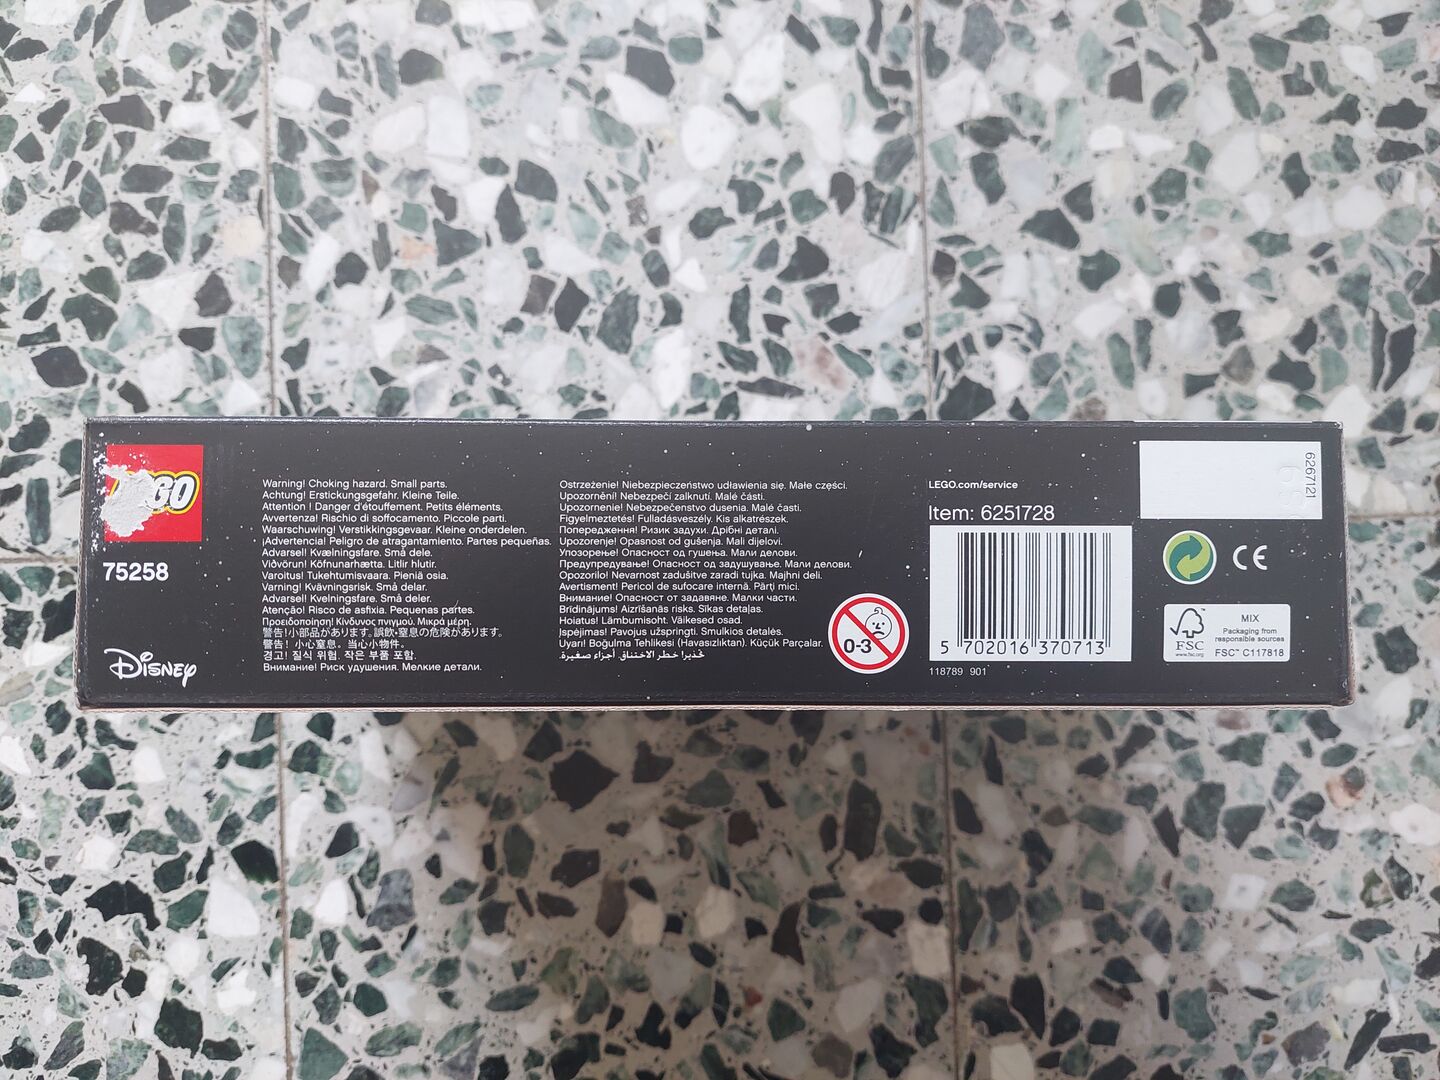 LEGO
75258
Disney
Warning! Choking hazard. Small parts.
Achtung! Erstickungsgefahr. Kleine Teile.
Attention ! Danger d'étouffement. Petits éléments.
Avvertenza! Rischio di soffocamento. Piccole parti.
Waarschuwing! Verstikkingsgevaar. Kleine onderdelen.
¡Advertencia! Peligro de atragantamiento. Partes pequeñas.
Advarsel! Kvælningsfare. Små dele.
Viðvörun! Köfnunarhætta. Litlir hlutir.
Varoitus! Tukehtumisvaara. Pieniä osia.
Varning! Kvävningsrisk. Små delar.
Advarsel! Kvelningsfare. Små deler.
Atenção! Risco de asfixia. Pequenas partes.
Προειδοποίηση! Κίνδυνος πνιγμού. Μικρά μέρη.
警告!小部品があります。誤飲・窒息の危険があります。
警告! 小心窒息。当心小物件。
경고! 질식 위험. 작은 부품 포함.
Внимание! Риск удушения. Мелкие детали.
Ostrzeżenie! Niebezpieczeństwo udławienia się. Małe części.
Upozornění! Nebezpečí zalknutí. Malé části.
Upozornenie! Nebezpečenstvo dusenia. Malé časti.
Figyelmeztetés! Fulladásveszély. Kis alkatrészek.
Попередження! Ризик задухи. Дрібні деталі.
Upozorenje! Opasnost od gušenja. Mali dijelovi.
Упозорење! Опасност од гушења. Мали делови.
Предупредување! Опасност од задушување. Мали делови.
Opozorilo! Nevarnost zadušitve zaradi tujka. Majhni deli.
Avertisment! Pericol de sufocare internă. Părţi mici.
Внимание! Опасност от задавяне. Малки части.
Brīdinājums! Aizrīšanās risks. Sīkas detaļas.
Hoiatus! Lämbumisoht. Väikesed osad.
Įspėjimas! Pavojus užspringti. Smulkios detalės.
Uyarı! Boğulma Tehlikesi (Havasızlıktan). Küçük Parçalar.
تحذير! خطر الاختناق. أجزاء صغيرة.
0-3
LEGO.com/service
Item: 6251728
5 702016 370713
118789 901
6267121
CE
FSC
www.fsc.org
MIX
Packaging from
responsible sources
FSC™ C117818